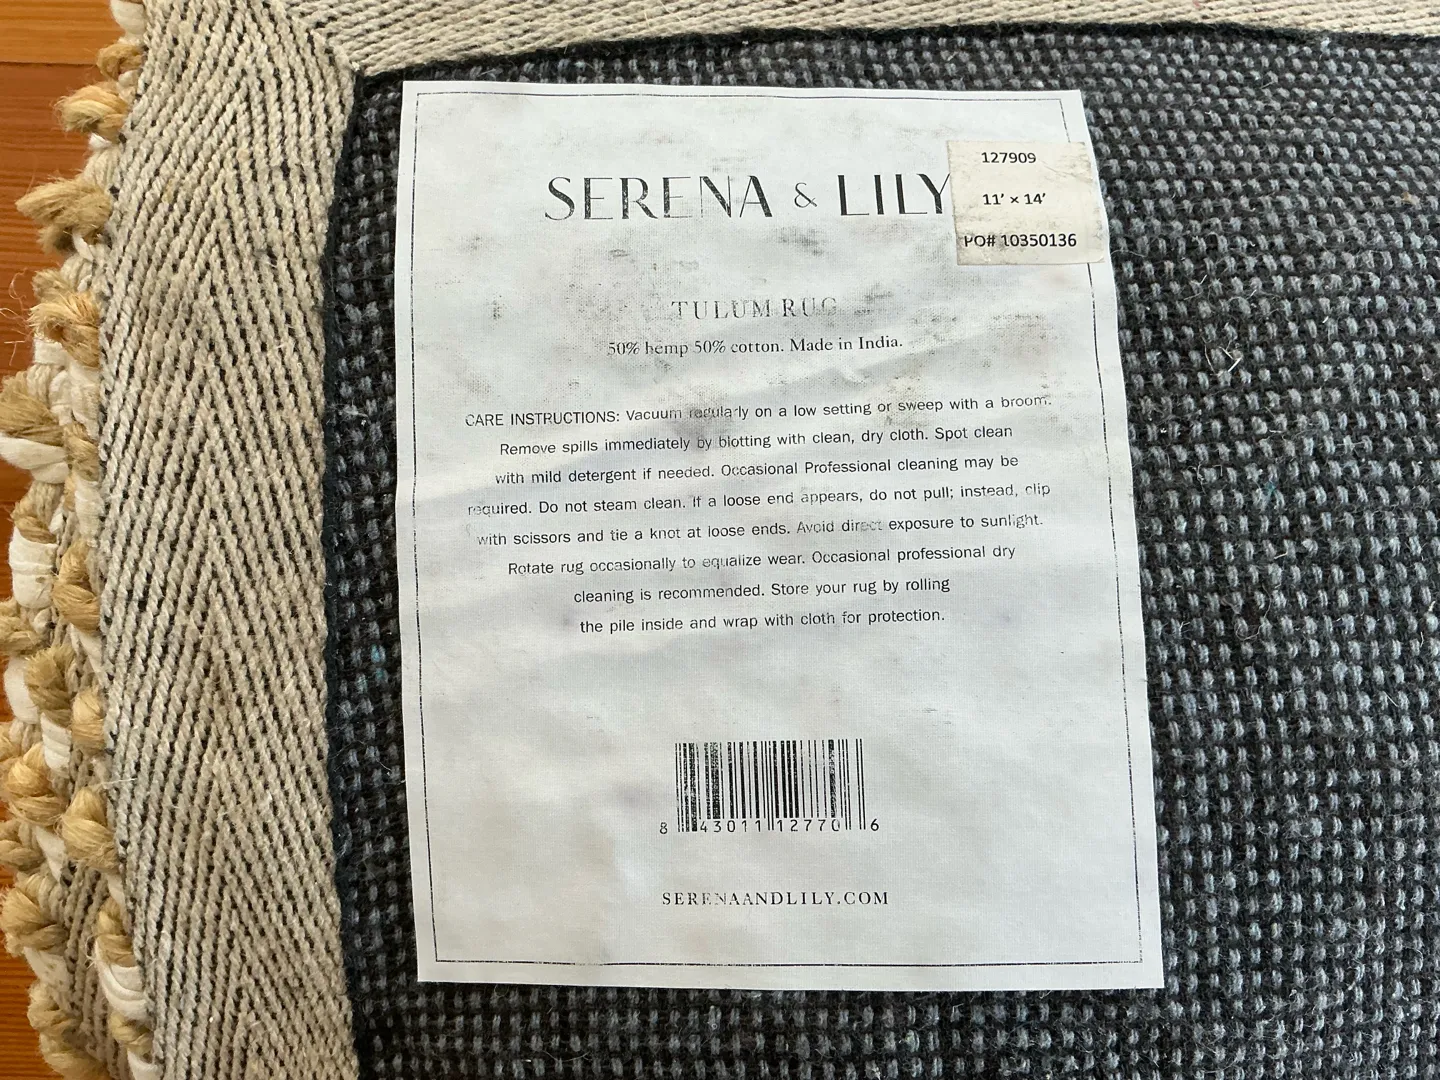 SERENA & LILY
127909
11' × 14'
PO# 10350136
TULUM RUG
50% hemp 50% cotton. Made in India.
CARE INSTRUCTIONS: Vacuum regularly on a low setting or sweep with a broom.
Remove spills immediately by blotting with clean, dry cloth. Spot clean
with mild detergent if needed. Occasional Professional cleaning may be
required. Do not steam clean. If a loose end appears, do not pull; instead, clip
with scissors and tie a knot at loose ends. Avoid direct exposure to sunlight.
Rotate rug occasionally to equalize wear. Occasional professional dry
cleaning is recommended. Store your rug by rolling
the pile inside and wrap with cloth for protection.
8 43011 12770 6
SERENAANDLILY.COM